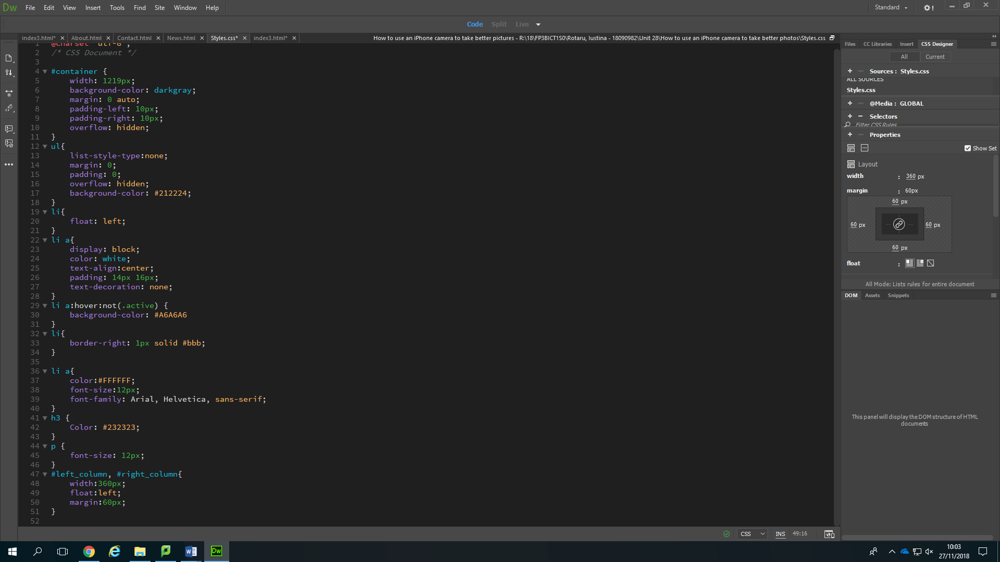 Dw File Edit View Insert Tools Find Site Window Help Standard
Code Split Live
index3.html* × About.html × Contact.html × News.html × Styles.css* × index3.html* × How to use an iPhone camera to take better pictures - R:\18\FP3BICT1S0\Rotaru, Iustina - 18090982\Unit 28\How to use an iPhone camera to take better photos\Styles.css
1 @charset "utf-8";
2 /* CSS Document */
3
4 #container {
5 width: 1219px;
6 background-color: darkgray;
7 margin: 0 auto;
8 padding-left: 10px;
9 padding-right: 10px;
10 overflow: hidden;
11 }
12 ul{
13 list-style-type:none;
14 margin: 0;
15 padding: 0;
16 overflow: hidden;
17 background-color: #212224;
18 }
19 li{
20 float: left;
21 }
22 li a{
23 display: block;
24 color: white;
25 text-align:center;
26 padding: 14px 16px;
27 text-decoration: none;
28 }
29 li a:hover:not(.active) {
30 background-color: #A6A6A6
31 }
32 li{
33 border-right: 1px solid #bbb;
34 }
35
36 li a{
37 color:#FFFFFF;
38 font-size:12px;
39 font-family: Arial, Helvetica, sans-serif;
40 }
41 h3 {
42 Color: #232323;
43 }
44 p {
45 font-size: 12px;
46 }
47 #left_column, #right_column{
48 width:360px;
49 float:left;
50 margin:60px;
51 }
52
CSS INS 49:16
Files CC Libraries Insert CSS Designer
All Current
+ − Sources : Styles.css
ALL SOURCES
Styles.css
+ − @Media : GLOBAL
+ − Selectors
Filter CSS Rules
+ − Properties
Show Set
Layout
width : 360 px
margin : 60px
60 px
60 px 60 px
60 px
float :
All Mode: Lists rules for entire document
DOM Assets Snippets
This panel will display the DOM structure of HTML
documents
Dw
10:03
27/11/2018